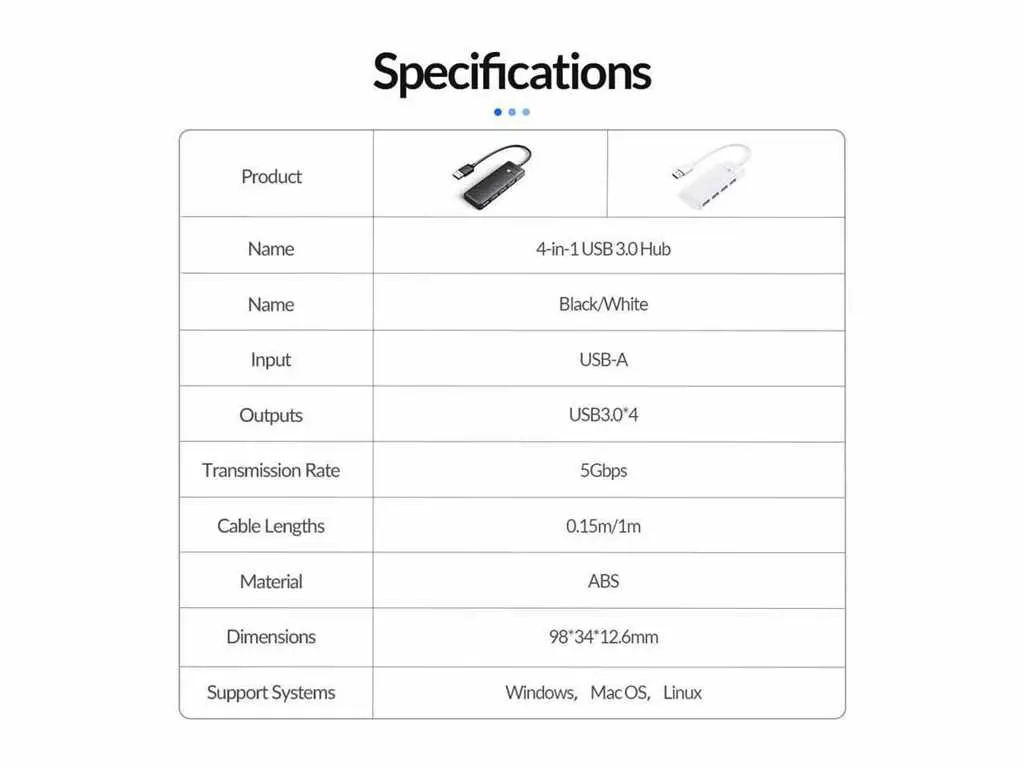 Specifications
Product
Name 4-in-1 USB 3.0 Hub
Name Black/White
Input USB-A
Outputs USB3.0*4
Transmission Rate 5Gbps
Cable Lengths 0.15m/1m
Material ABS
Dimensions 98*34*12.6mm
Support Systems Windows, Mac OS, Linux